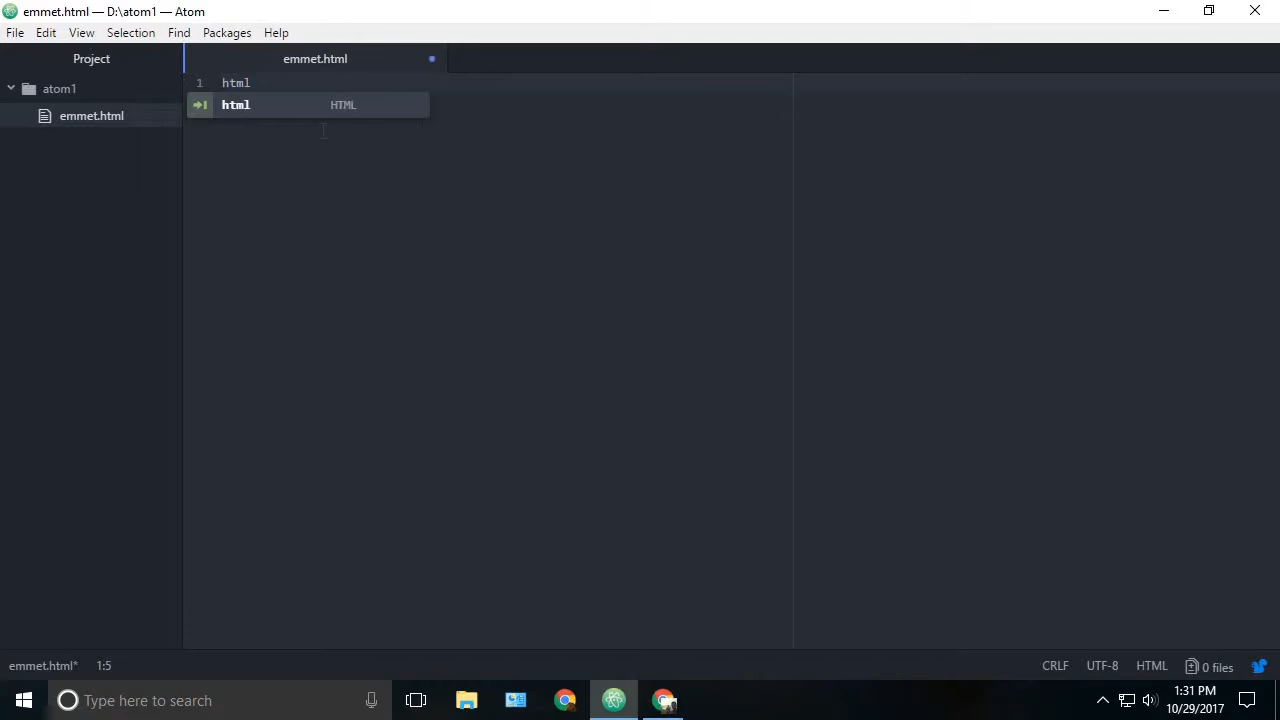 emmet.html — D:\atom1 — Atom
File Edit View Selection Find Packages Help
Project
emmet.html
atom1
1 html
html HTML
emmet.html
emmet.html* 1:5
CRLF UTF-8 HTML 0 files
Type here to search
1:31 PM
10/29/2017